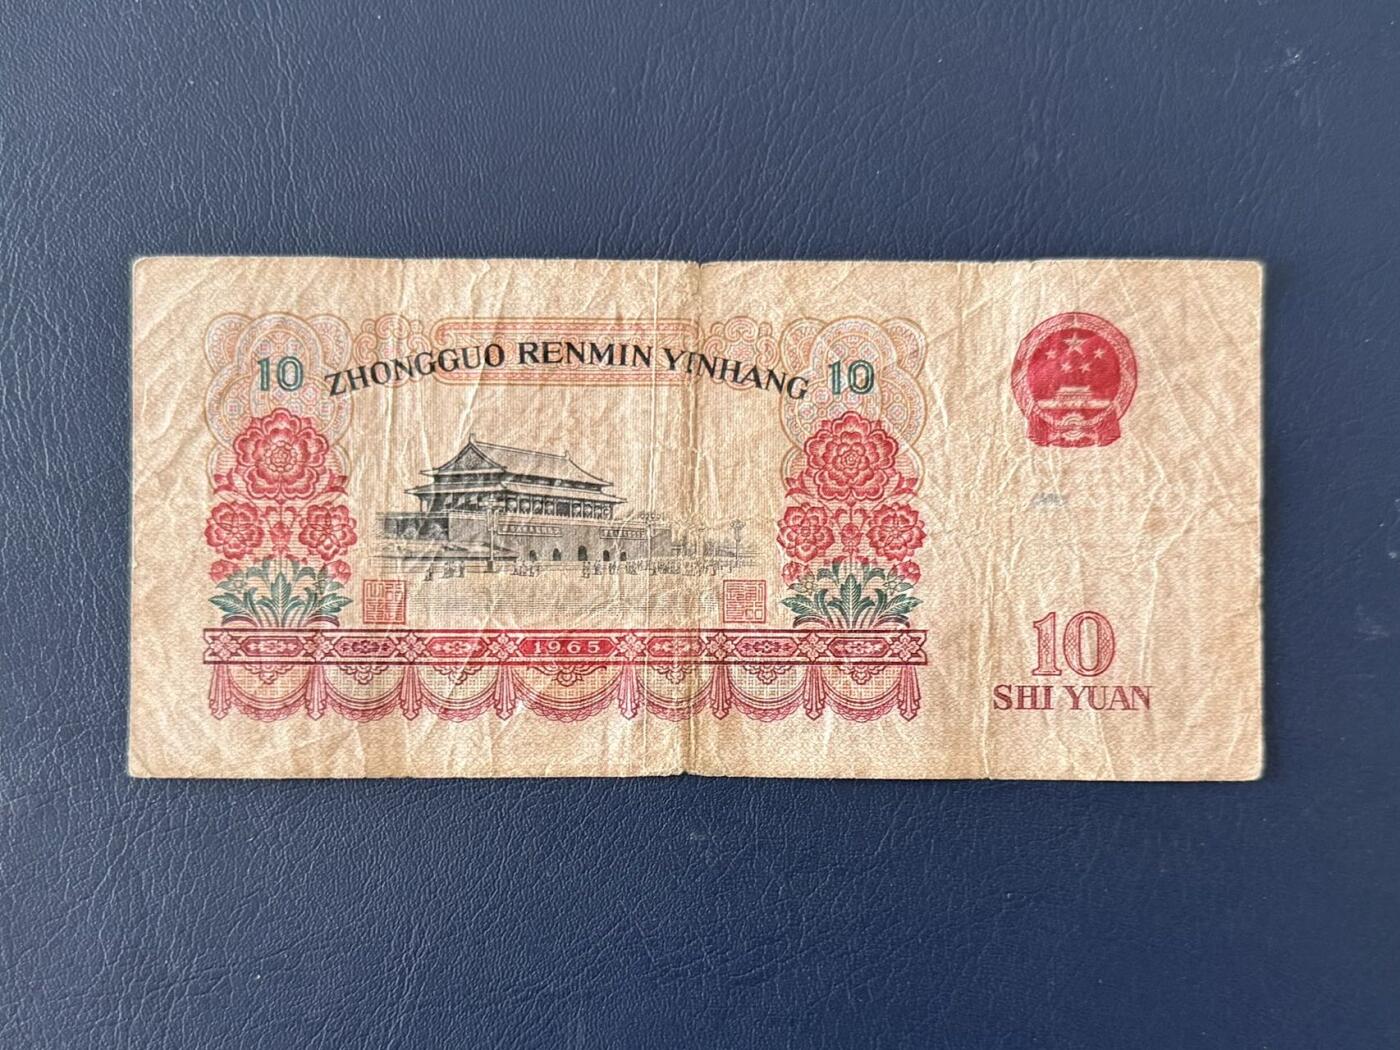 10 ZHONGGUO RENMIN YINHANG 10
1965
10
SHI YUAN